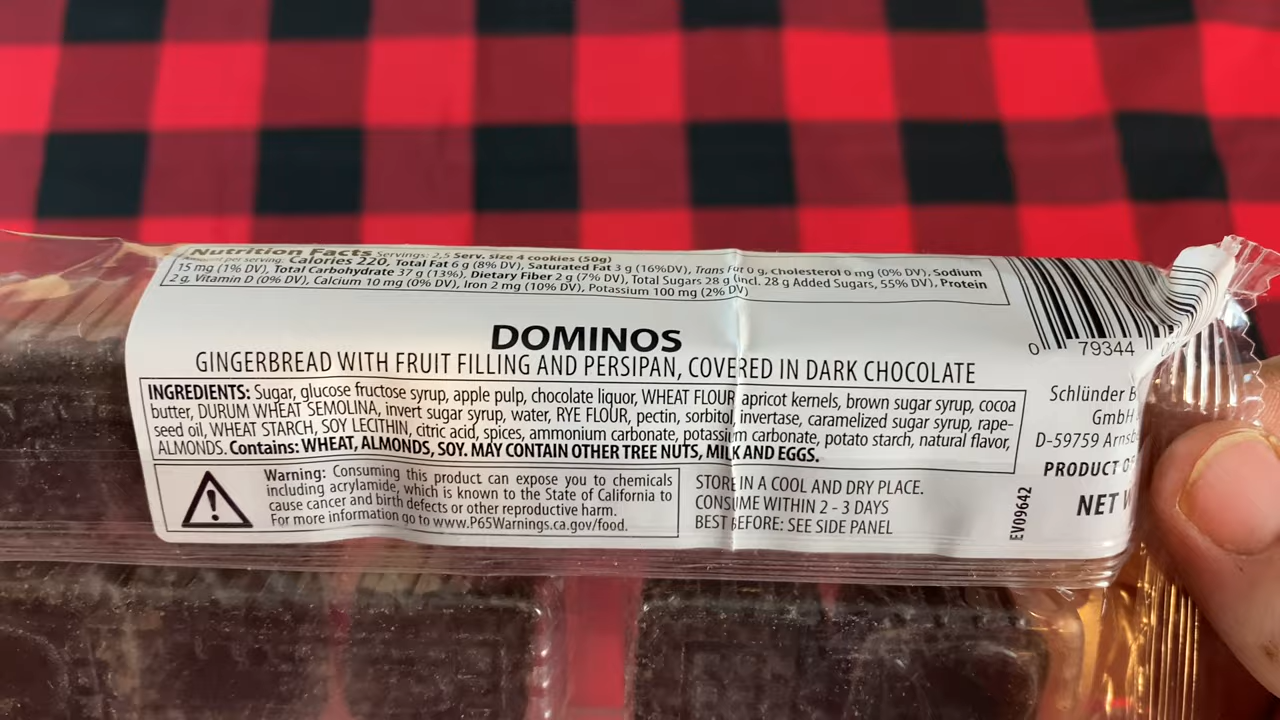 Nutrition Facts Servings: 2,5 Serv. size 4 cookies (50g)
Amount per serving: Calories 220, Total Fat 6 g (8% DV), Saturated Fat 3 g (16%DV), Trans Fat 0 g, Cholesterol 0 mg (0% DV), Sodium
15 mg (1% DV), Total Carbohydrate 37 g (13%), Dietary Fiber 2 g (7% DV), Total Sugars 28 g (incl. 28 g Added Sugars, 55% DV), Protein
2 g, Vitamin D (0% DV), Calcium 10 mg (0% DV), Iron 2 mg (10% DV), Potassium 100 mg (2% DV)
DOMINOS
GINGERBREAD WITH FRUIT FILLING AND PERSIPAN, COVERED IN DARK CHOCOLATE
INGREDIENTS: Sugar, glucose fructose syrup, apple pulp, chocolate liquor, WHEAT FLOUR apricot kernels, brown sugar syrup, cocoa
butter, DURUM WHEAT SEMOLINA, invert sugar syrup, water, RYE FLOUR, pectin, sorbitol invertase, caramelized sugar syrup, rape-
seed oil, WHEAT STARCH, SOY LECITHIN, citric acid, spices, ammonium carbonate, potassium carbonate, potato starch, natural flavor,
ALMONDS. Contains: WHEAT, ALMONDS, SOY. MAY CONTAIN OTHER TREE NUTS, MILK AND EGGS.
Warning: Consuming this product can expose you to chemicals
including acrylamide, which is known to the State of California to
cause cancer and birth defects or other reproductive harm.
For more information go to www.P65Warnings.ca.gov/food.
STORE IN A COOL AND DRY PLACE.
CONSUME WITHIN 2 - 3 DAYS
BEST BEFORE: SEE SIDE PANEL
EV09642
0 79344
Schlünder B
GmbH
D-59759 Arnsb
PRODUCT O
NET W